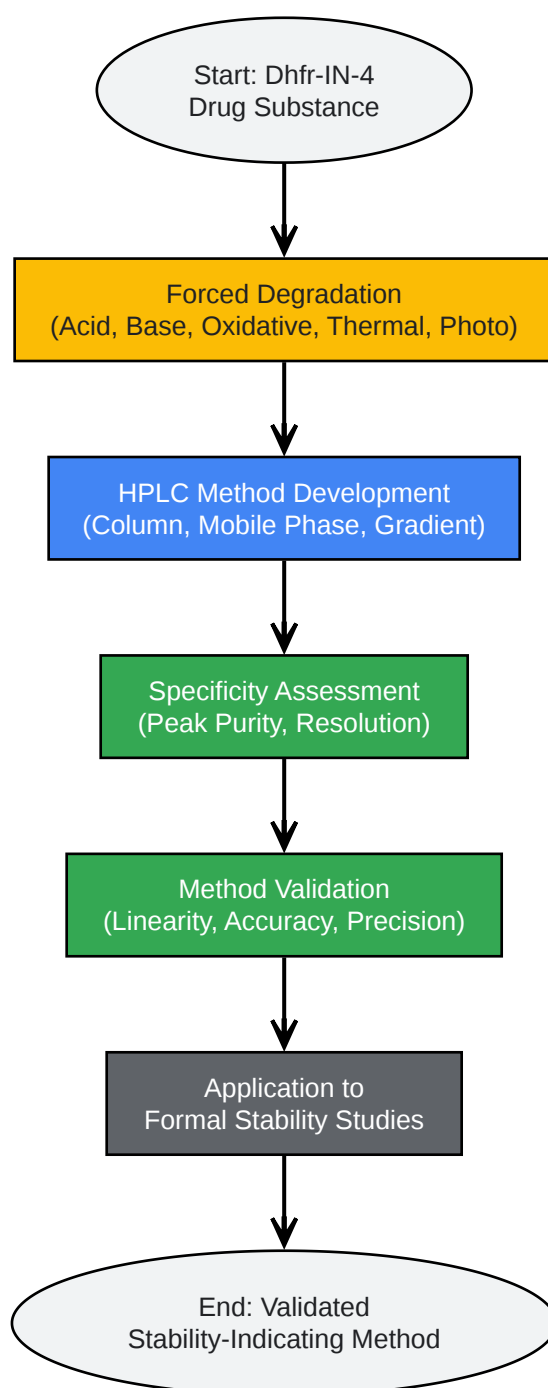 Start: Dhfr-IN-4
Drug Substance
Forced Degradation
(Acid, Base, Oxidative, Thermal, Photo)
HPLC Method Development
(Column, Mobile Phase, Gradient)
Specificity Assessment
(Peak Purity, Resolution)
Method Validation
(Linearity, Accuracy, Precision)
Application to
Formal Stability Studies
End: Validated
Stability-Indicating Method